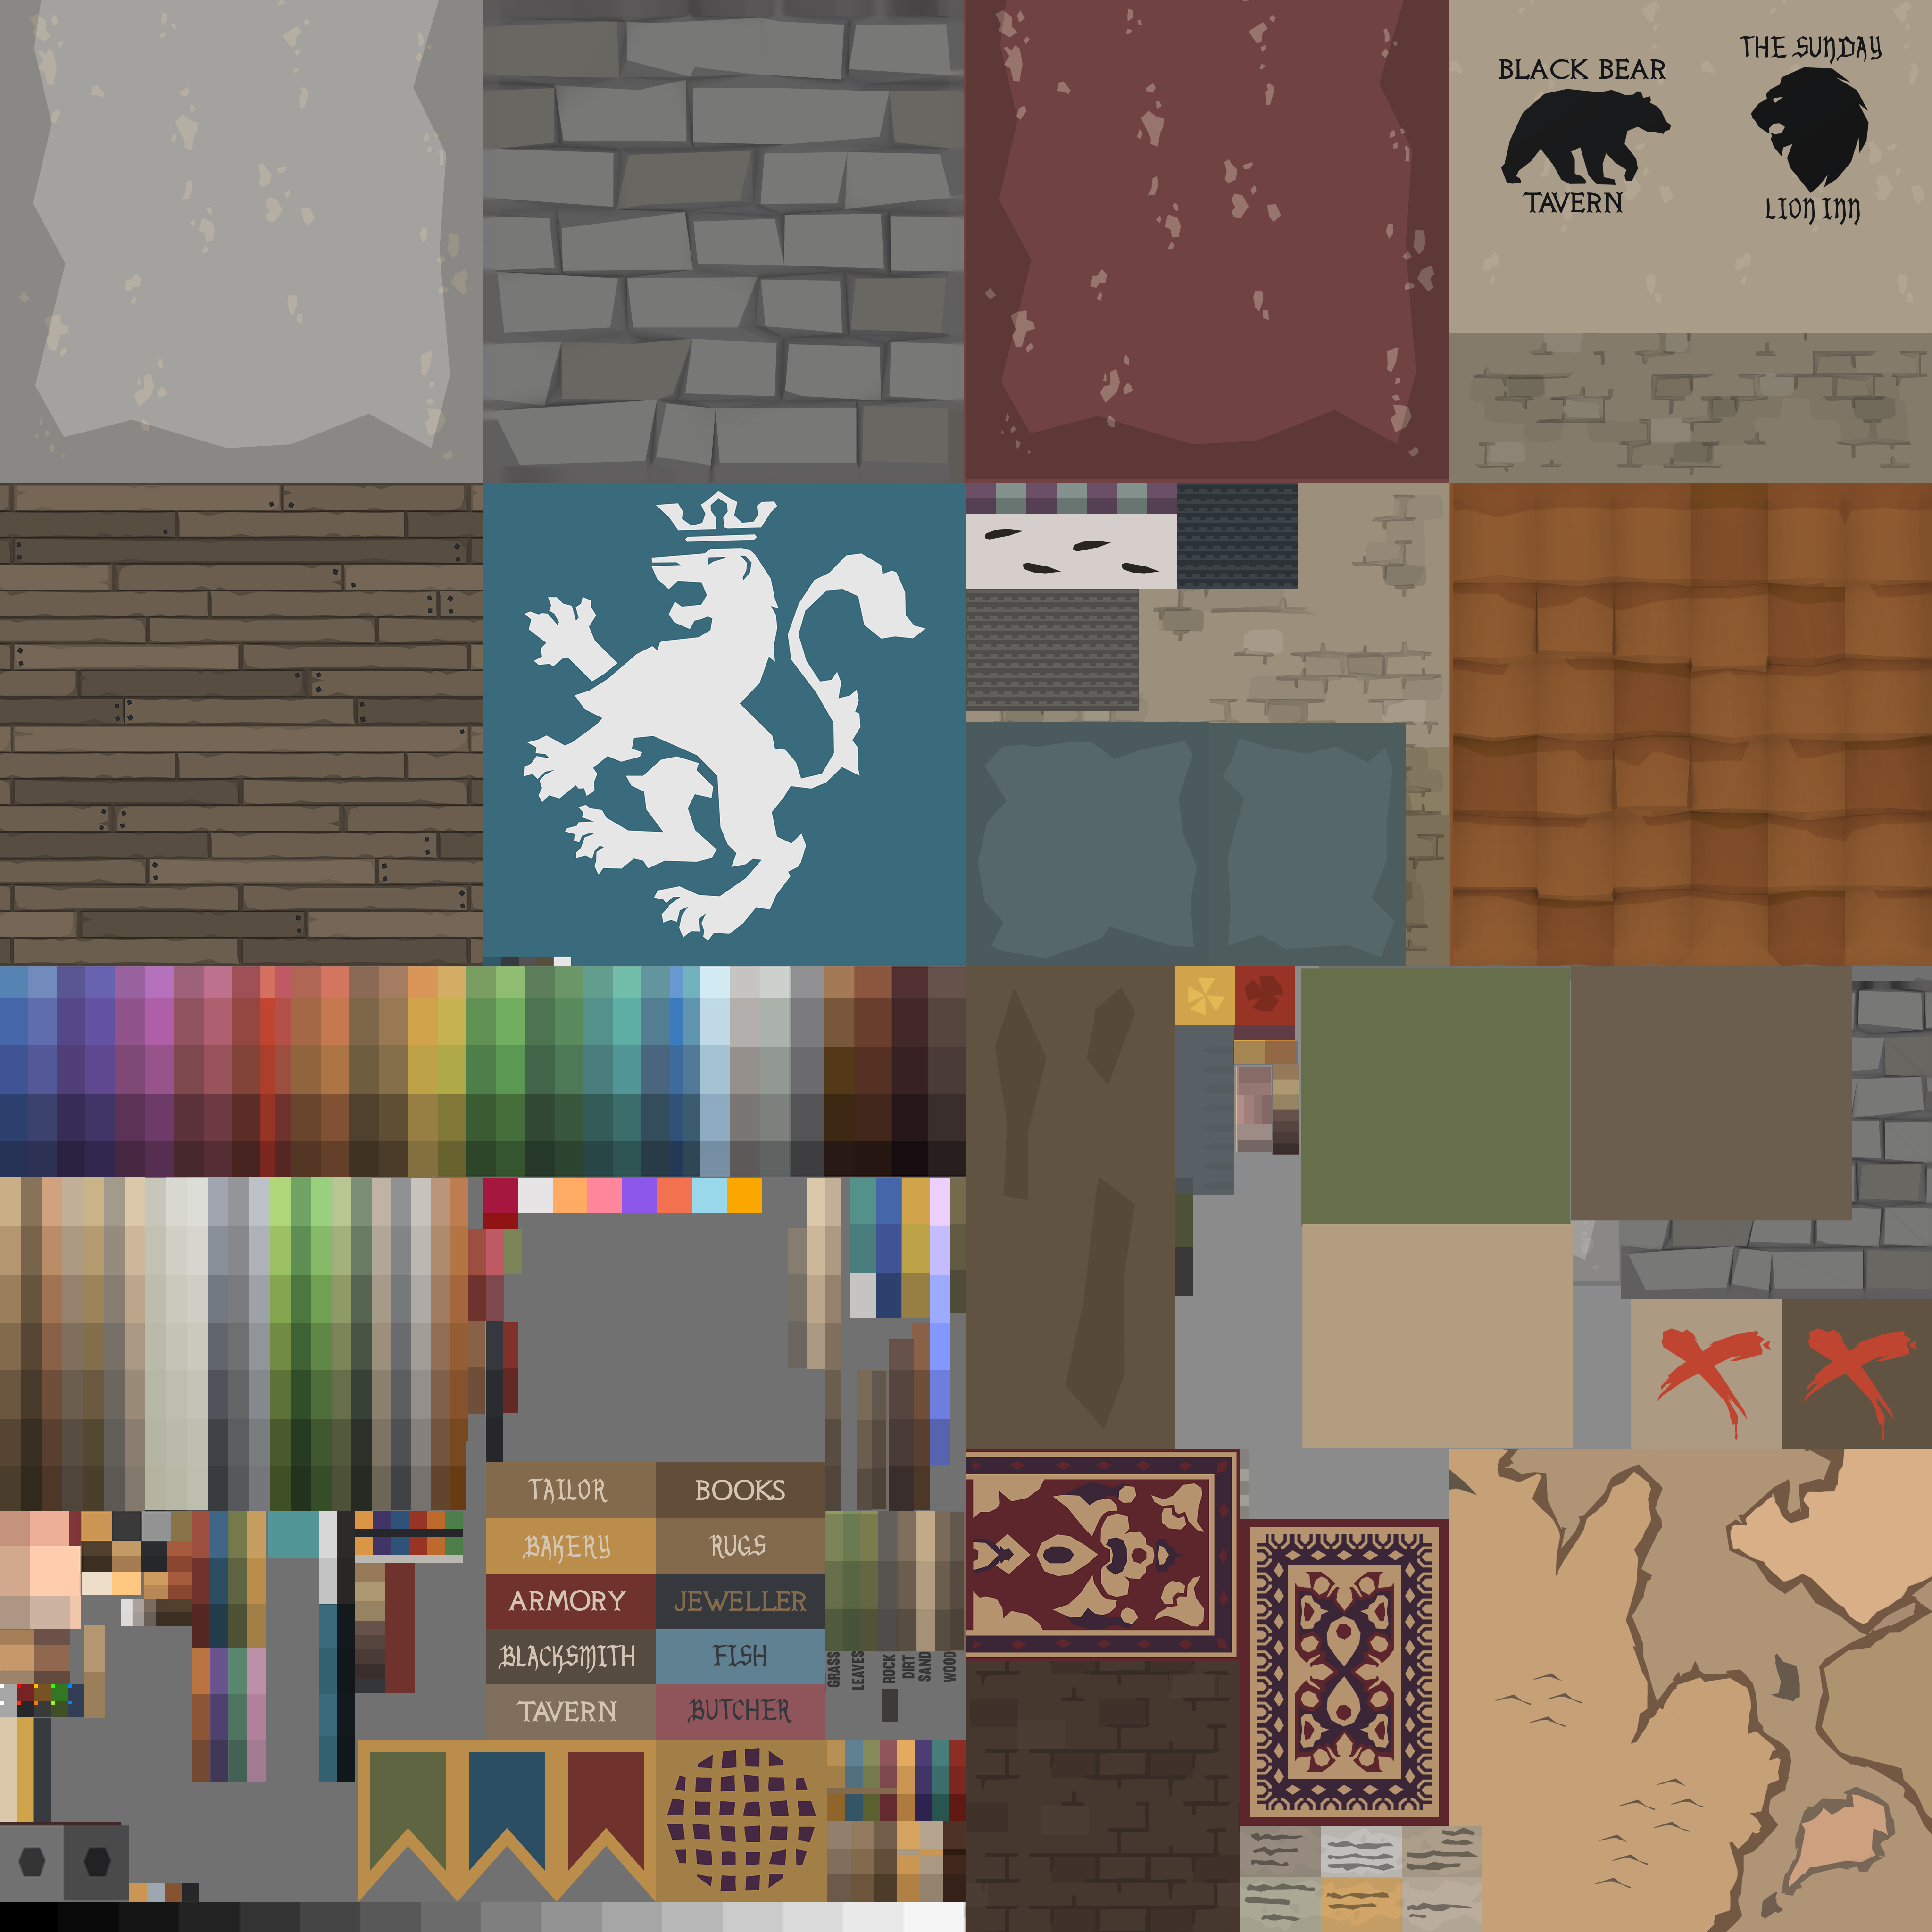 BLACK BEAR
TAVERN
THE SUNDAY
LION INN
TAILOR
BOOKS
BAKERY
RUGS
ARMORY
JEWELLER
BLACKSMITH
FISH
TAVERN
BUTCHER
GRASS
LEAVES
ROCK
DIRT
SAND
WOOD